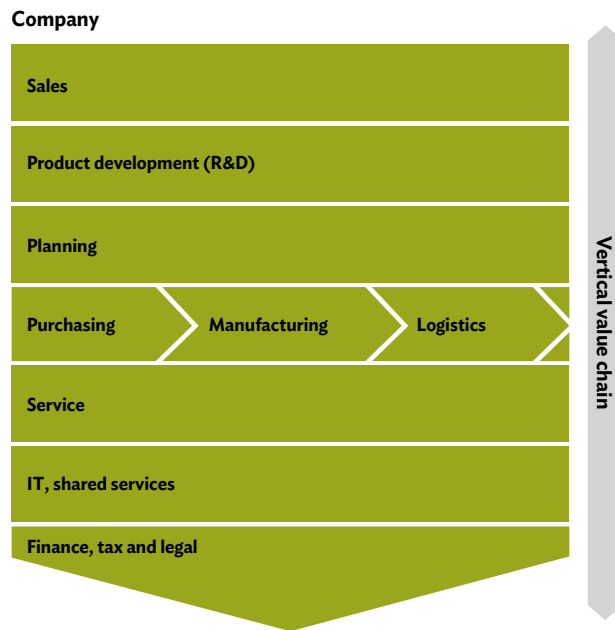 Company
Sales
Product development (R&D)
Planning
Purchasing
Manufacturing
Logistics
Service
IT, shared services
Finance, tax and legal
Vertical value chain